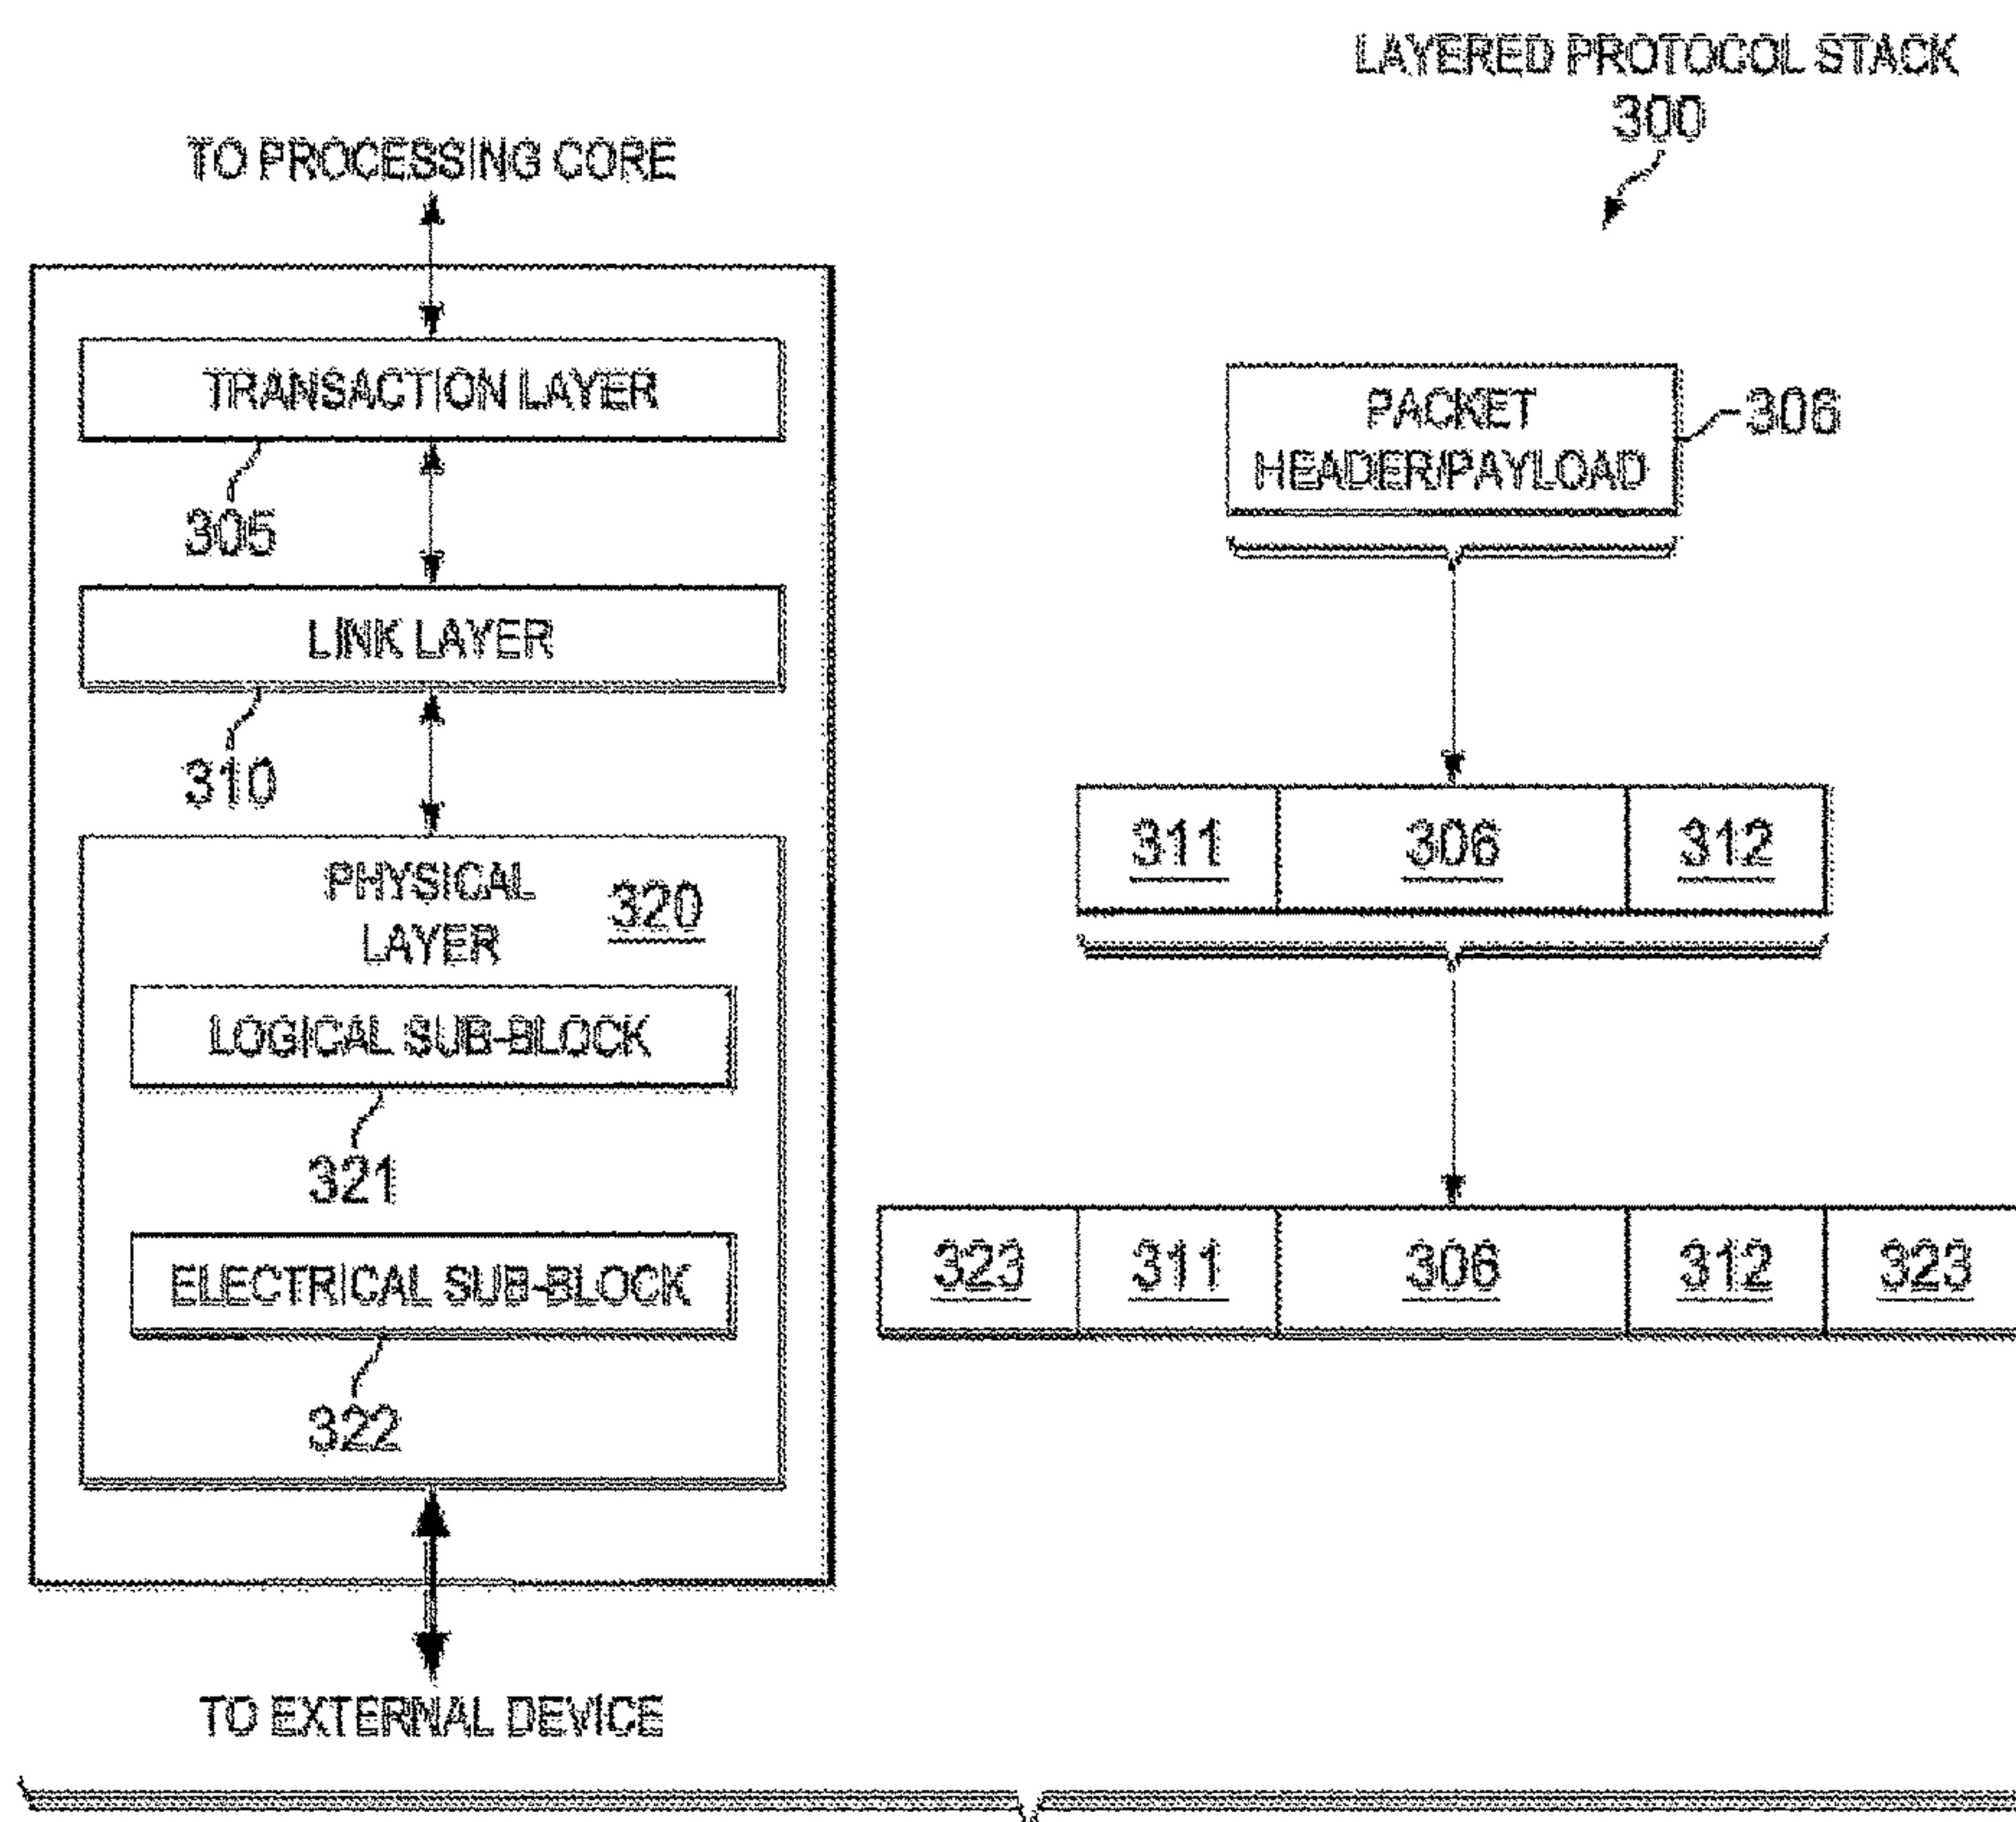 LAYERED PROTOCOL STACK
300
TO PROCESSING CORE
TRANSACTION LAYER
305
LINK LAYER
310
PHYSICAL
LAYER
320
LOGICAL SUB-BLOCK
321
ELECTRICAL SUB-BLOCK
322
TO EXTERNAL DEVICE
PACKET
HEADER/PAYLOAD
306
311 306 312
323 311 306 312 323